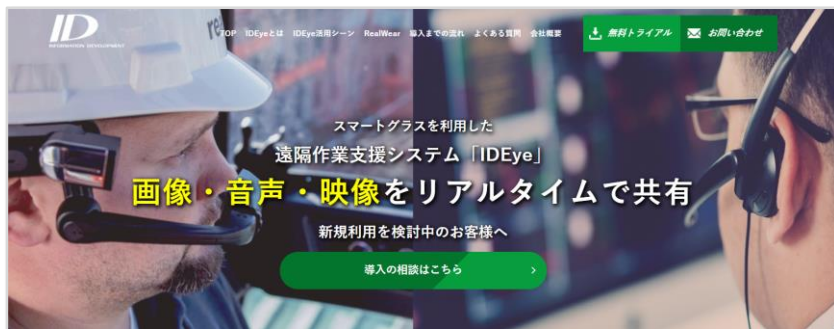 ID
INFORMATION DEVELOPMENT
TOP IDEyeとは IDEye活用シーン RealWear 導入までの流れ よくある質問 会社概要
無料トライアル
お問い合わせ
スマートグラスを利用した
遠隔作業支援システム「IDEye」
画像・音声・映像をリアルタイムで共有
新規利用を検討中のお客様へ
導入の相談はこちら